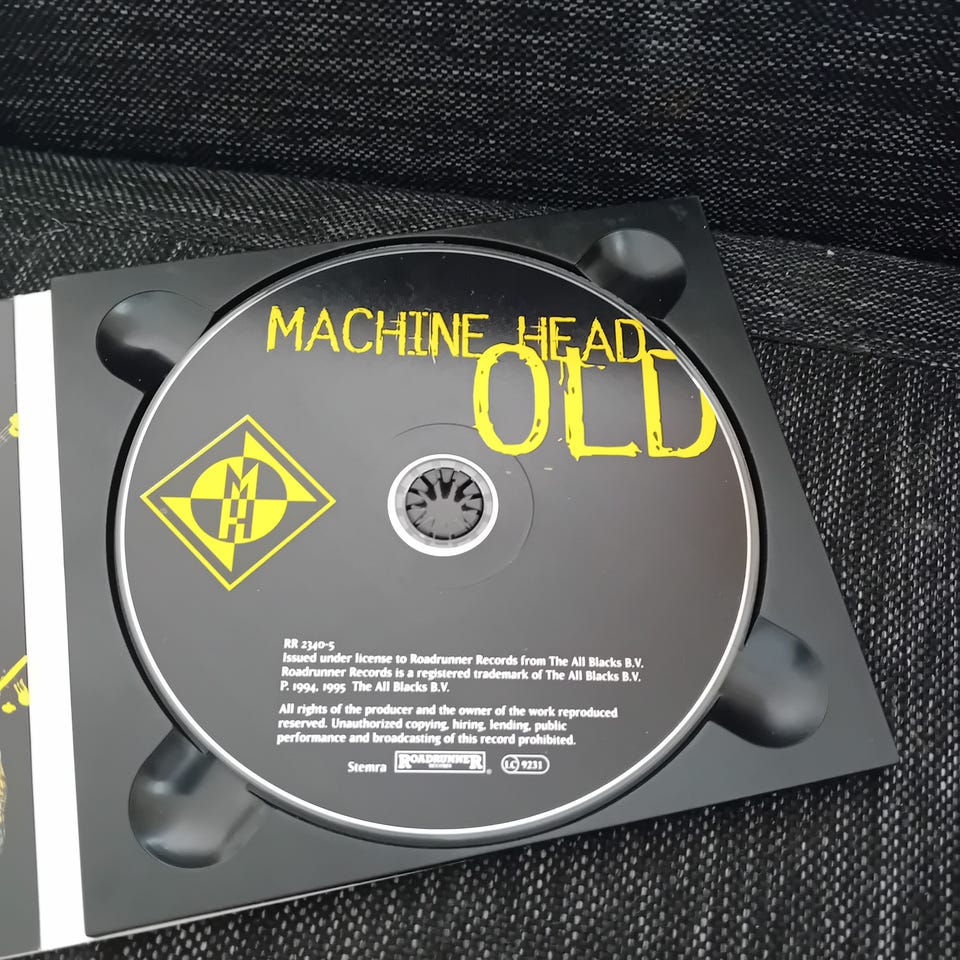 MACHINE HEAD
OLD
MH
RR 2340-5
Issued under license to Roadrunner Records from The All Blacks B.V.
Roadrunner Records is a registered trademark of The All Blacks B.V.
P. 1994, 1995 The All Blacks B.V.
All rights of the producer and the owner of the work reproduced
reserved. Unauthorized copying, hiring, lending, public
performance and broadcasting of this record prohibited.
Stemra ROADRUNNER RECORDS ® LC 9231